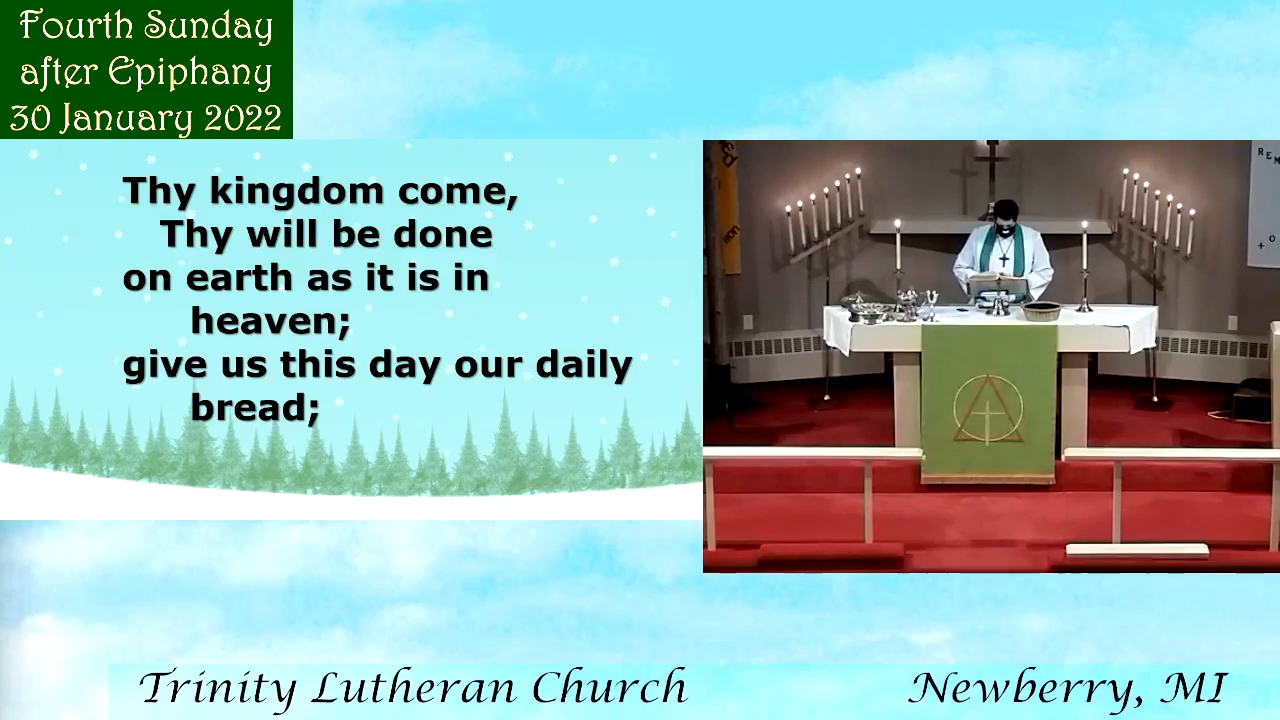 Fourth Sunday
after Epiphany
30 January 2022
Thy kingdom come,
Thy will be done
on earth as it is in
heaven;
give us this day our daily
bread;
REM
Trinity Lutheran Church
Newberry, MI